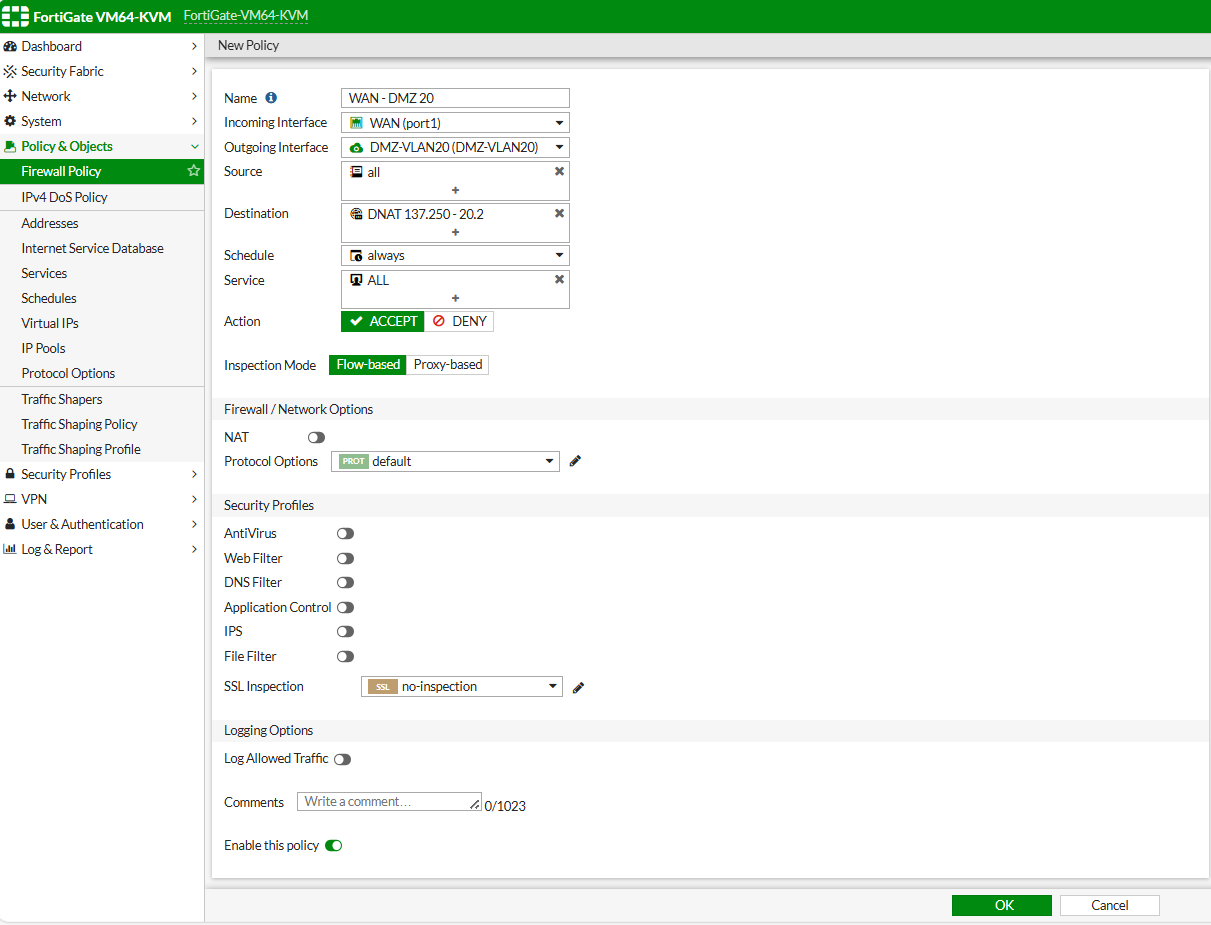 FortiGate VM64-KVM FortiGate-VM64-KVM
Dashboard
Security Fabric
Network
System
Policy & Objects
Firewall Policy
IPv4 DoS Policy
Addresses
Internet Service Database
Services
Schedules
Virtual IPs
IP Pools
Protocol Options
Traffic Shapers
Traffic Shaping Policy
Traffic Shaping Profile
Security Profiles
VPN
User & Authentication
Log & Report
New Policy
Name WAN - DMZ 20
Incoming Interface WAN (port1)
Outgoing Interface DMZ-VLAN20 (DMZ-VLAN20)
Source all
+
Destination DNAT 137.250 - 20.2
+
Schedule always
Service ALL
+
Action ACCEPT DENY
Inspection Mode Flow-based Proxy-based
Firewall / Network Options
NAT
Protocol Options PROT default
Security Profiles
AntiVirus
Web Filter
DNS Filter
Application Control
IPS
File Filter
SSL Inspection SSL no-inspection
Logging Options
Log Allowed Traffic
Comments Write a comment... 0/1023
Enable this policy
OK Cancel